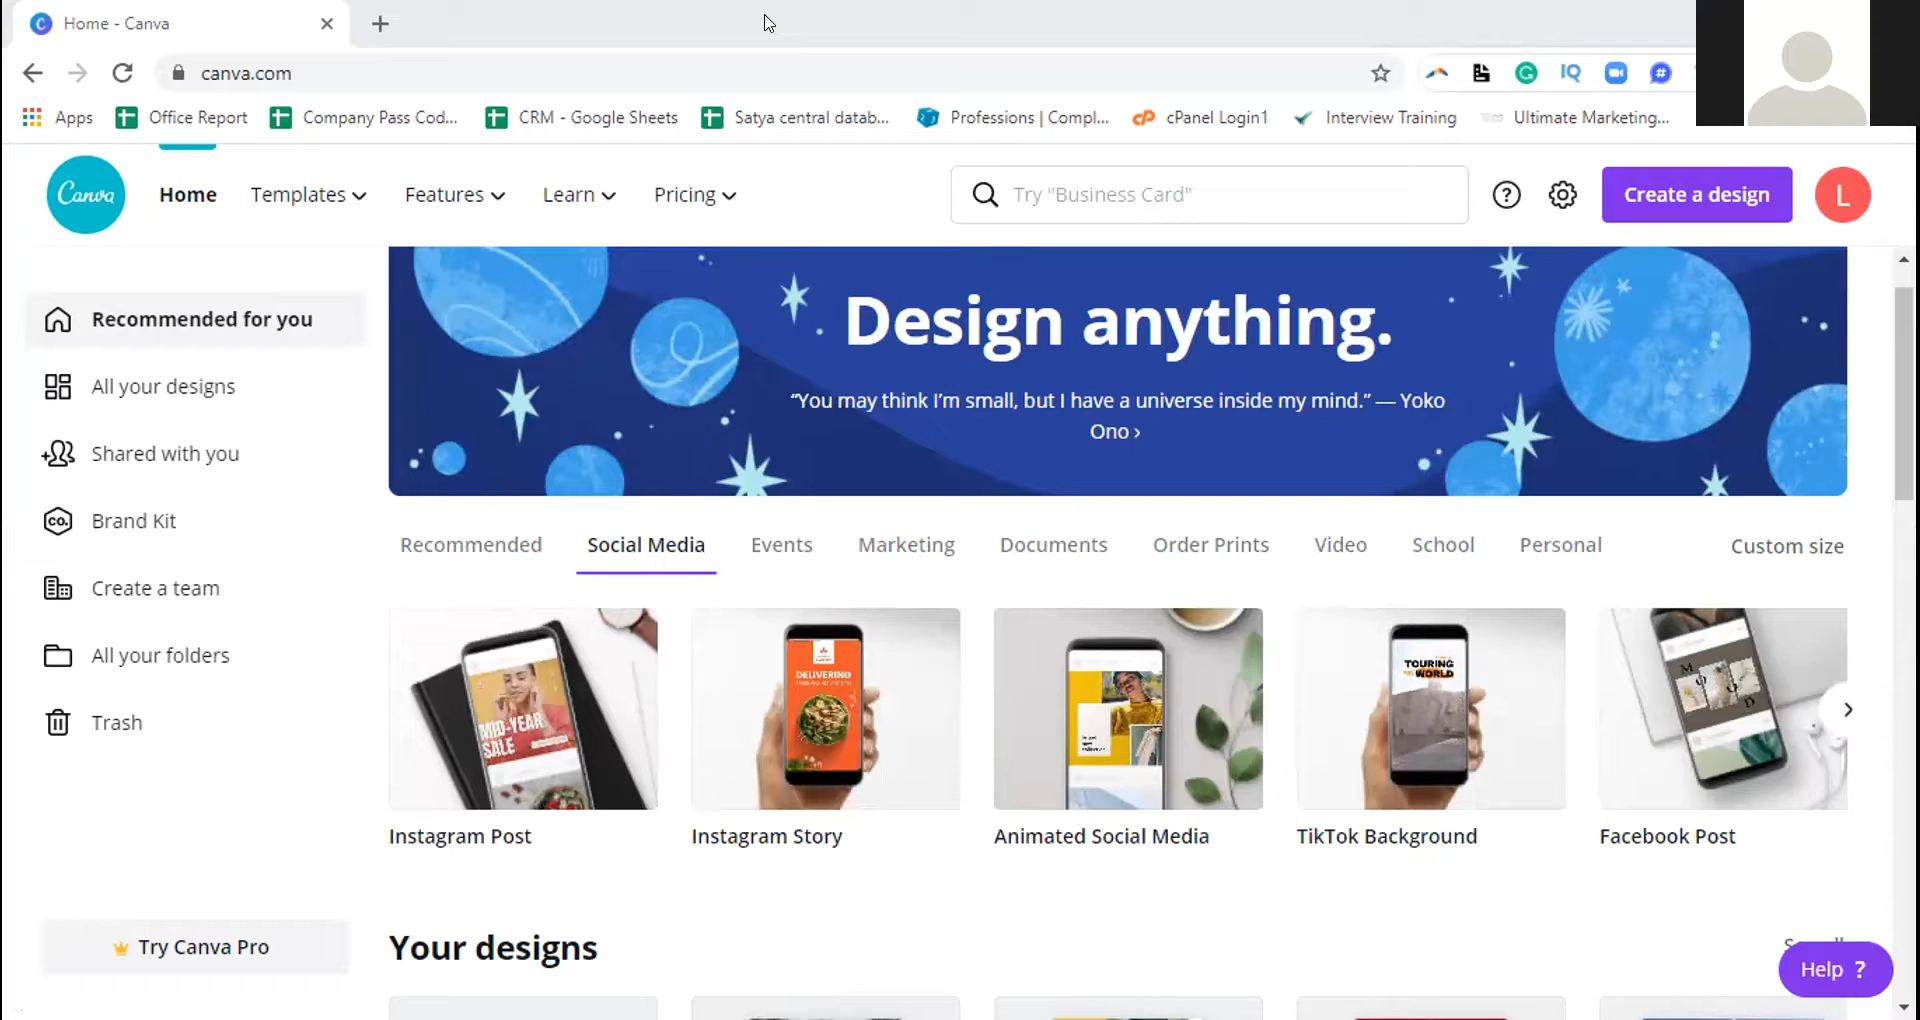 Home - Canva
canva.com
Apps
Office Report
Company Pass Cod...
CRM - Google Sheets
Satya central datab...
Professions | Compl...
cPanel Login1
Interview Training
Ultimate Marketing...
Canva
Home
Templates
Features
Learn
Pricing
Try "Business Card"
Create a design
L
Recommended for you
All your designs
Shared with you
Brand Kit
Create a team
All your folders
Trash
Try Canva Pro
Design anything.
“You may think I’m small, but I have a universe inside my mind.” — Yoko
Ono ›
Recommended
Social Media
Events
Marketing
Documents
Order Prints
Video
School
Personal
Custom size
MID-YEAR
SALE
DELIVERING
TOURING
WORLD
Instagram Post
Instagram Story
Animated Social Media
TikTok Background
Facebook Post
Your designs
Help ?